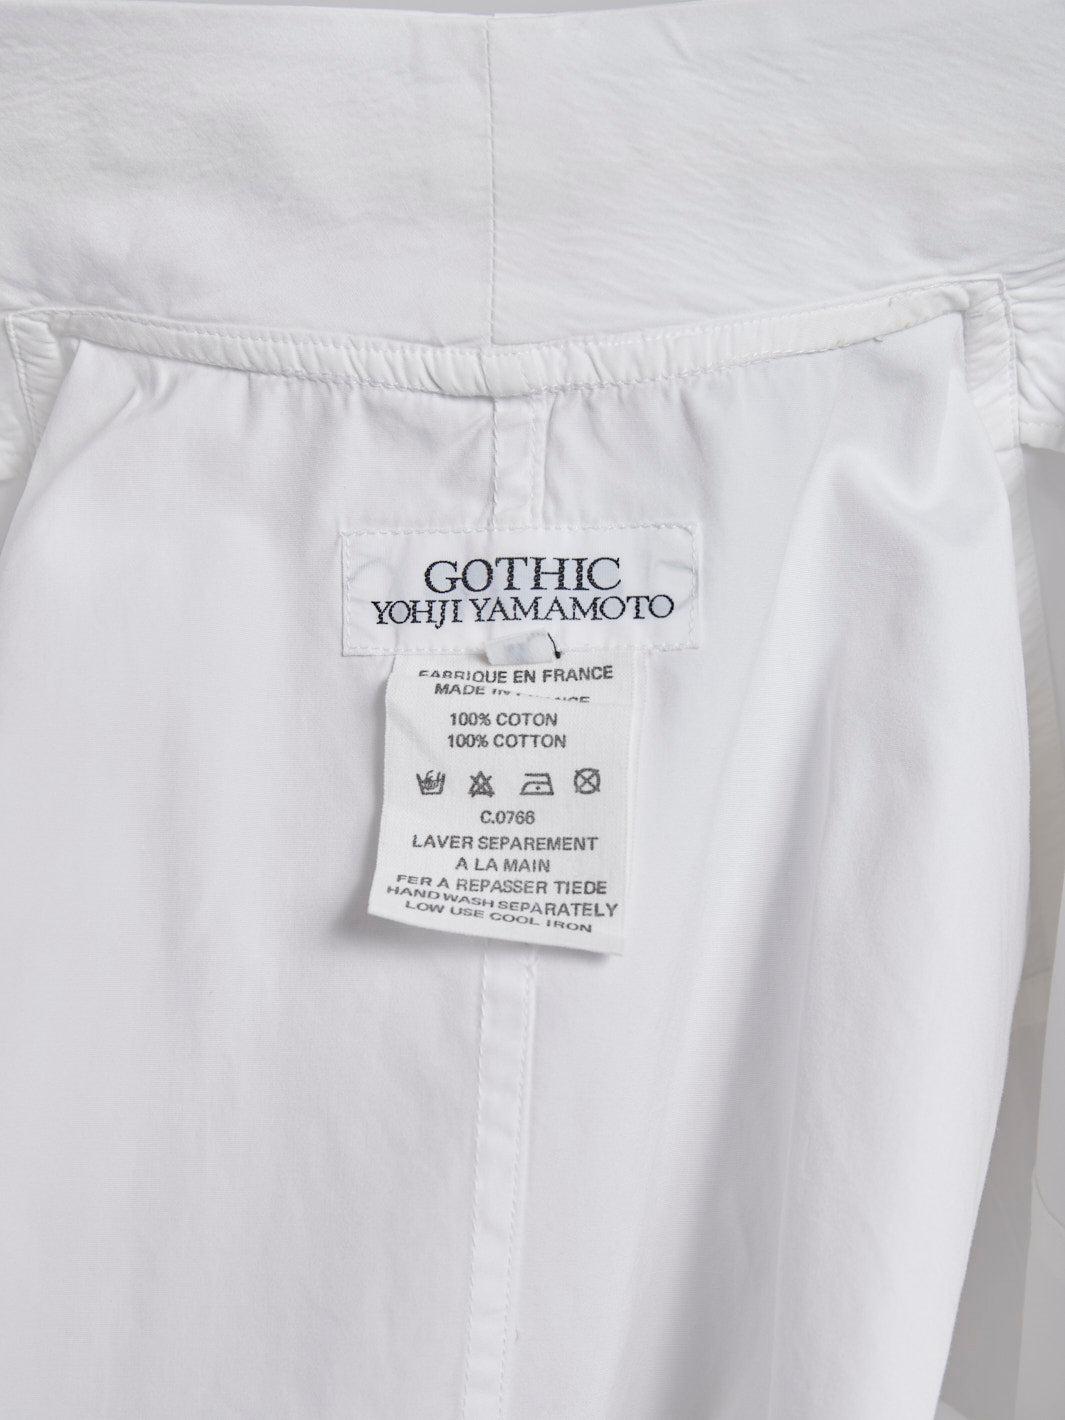 GOTHIC
YOHJI YAMAMOTO
FABRIQUE EN FRANCE
MADE IN FRANCE
100% COTON
100% COTTON
C.0766
LAVER SEPAREMENT
A LA MAIN
FER A REPASSER TIEDE
HAND WASH SEPARATELY
LOW USE COOL IRON